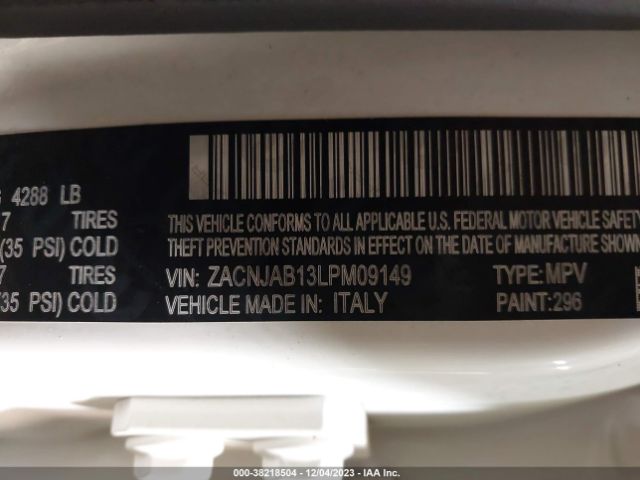 G 4288 LB
7 TIRES
(35 PSI) COLD
7 TIRES
(35 PSI) COLD
THIS VEHICLE CONFORMS TO ALL APPLICABLE U.S. FEDERAL MOTOR VEHICLE SAFETY
THEFT PREVENTION STANDARDS IN EFFECT ON THE DATE OF MANUFACTURE SHOWN
VIN: ZACNJAB13LPM09149 TYPE: MPV
VEHICLE MADE IN: ITALY PAINT: 296
000-38218504 - 12/04/2023 - IAA Inc.